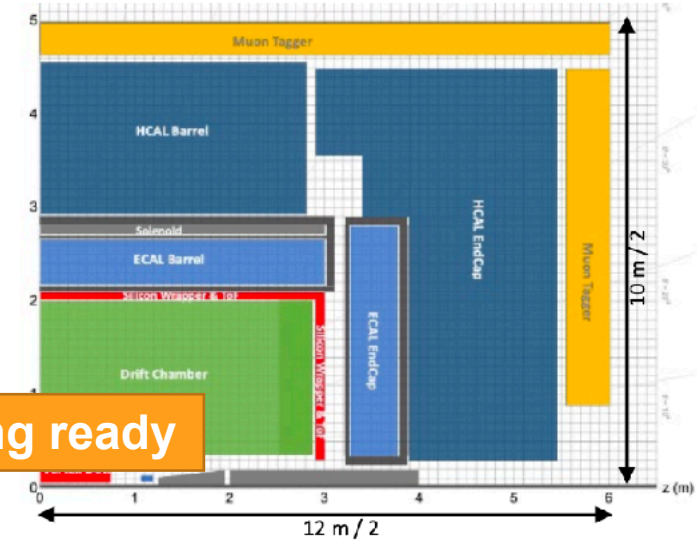 5
Muon Tagger
4
HCAL Barrel
3
HCAL EndCap
Solenoid
ECAL Barrel
Muon Tagger
10 m / 2
2
Silicon Wrapper & ToF
Silicon Wrapper & ToF
ECAL EndCap
Drift Chamber
1
ng ready
0
0 1 2 3 4 5 6 z (m)
12 m / 2